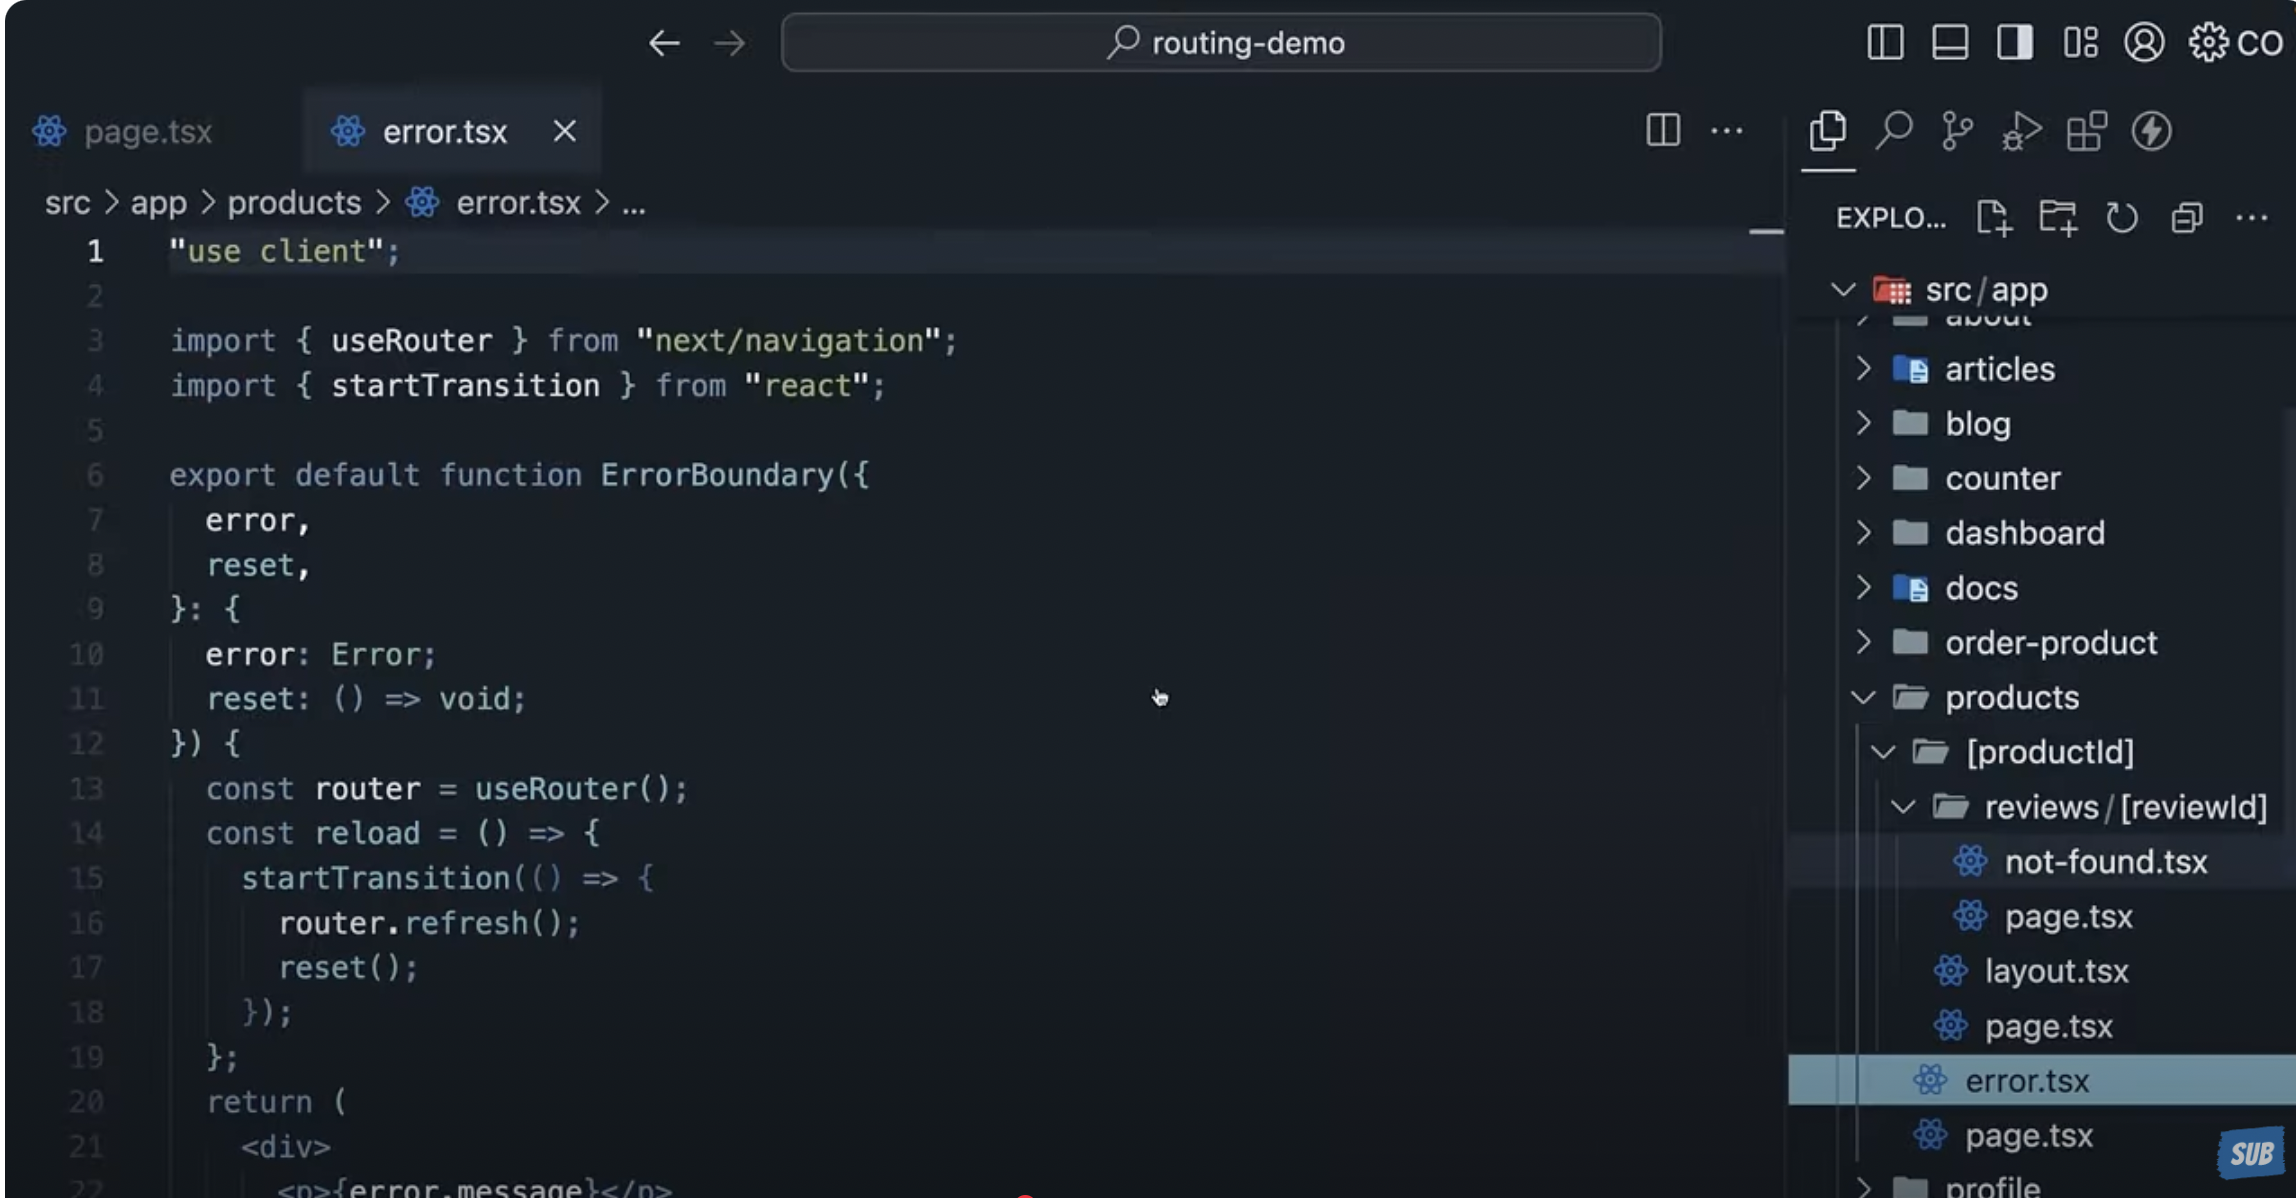 routing-demo
CO
page.tsx
error.tsx
src > app > products > error.tsx > ...
1 "use client";
2
3 import { useRouter } from "next/navigation";
4 import { startTransition } from "react";
5
6 export default function ErrorBoundary({
7   error,
8   reset,
9 }: {
10   error: Error;
11   reset: () => void;
12 }) {
13   const router = useRouter();
14   const reload = () => {
15     startTransition(() => {
16       router.refresh();
17       reset();
18     });
19   };
20   return (
21     <div>
22       <p>{error.message}</p>
EXPLO...
src/app
about
articles
blog
counter
dashboard
docs
order-product
products
[productId]
reviews/[reviewId]
not-found.tsx
page.tsx
layout.tsx
page.tsx
error.tsx
page.tsx
profile
SUB